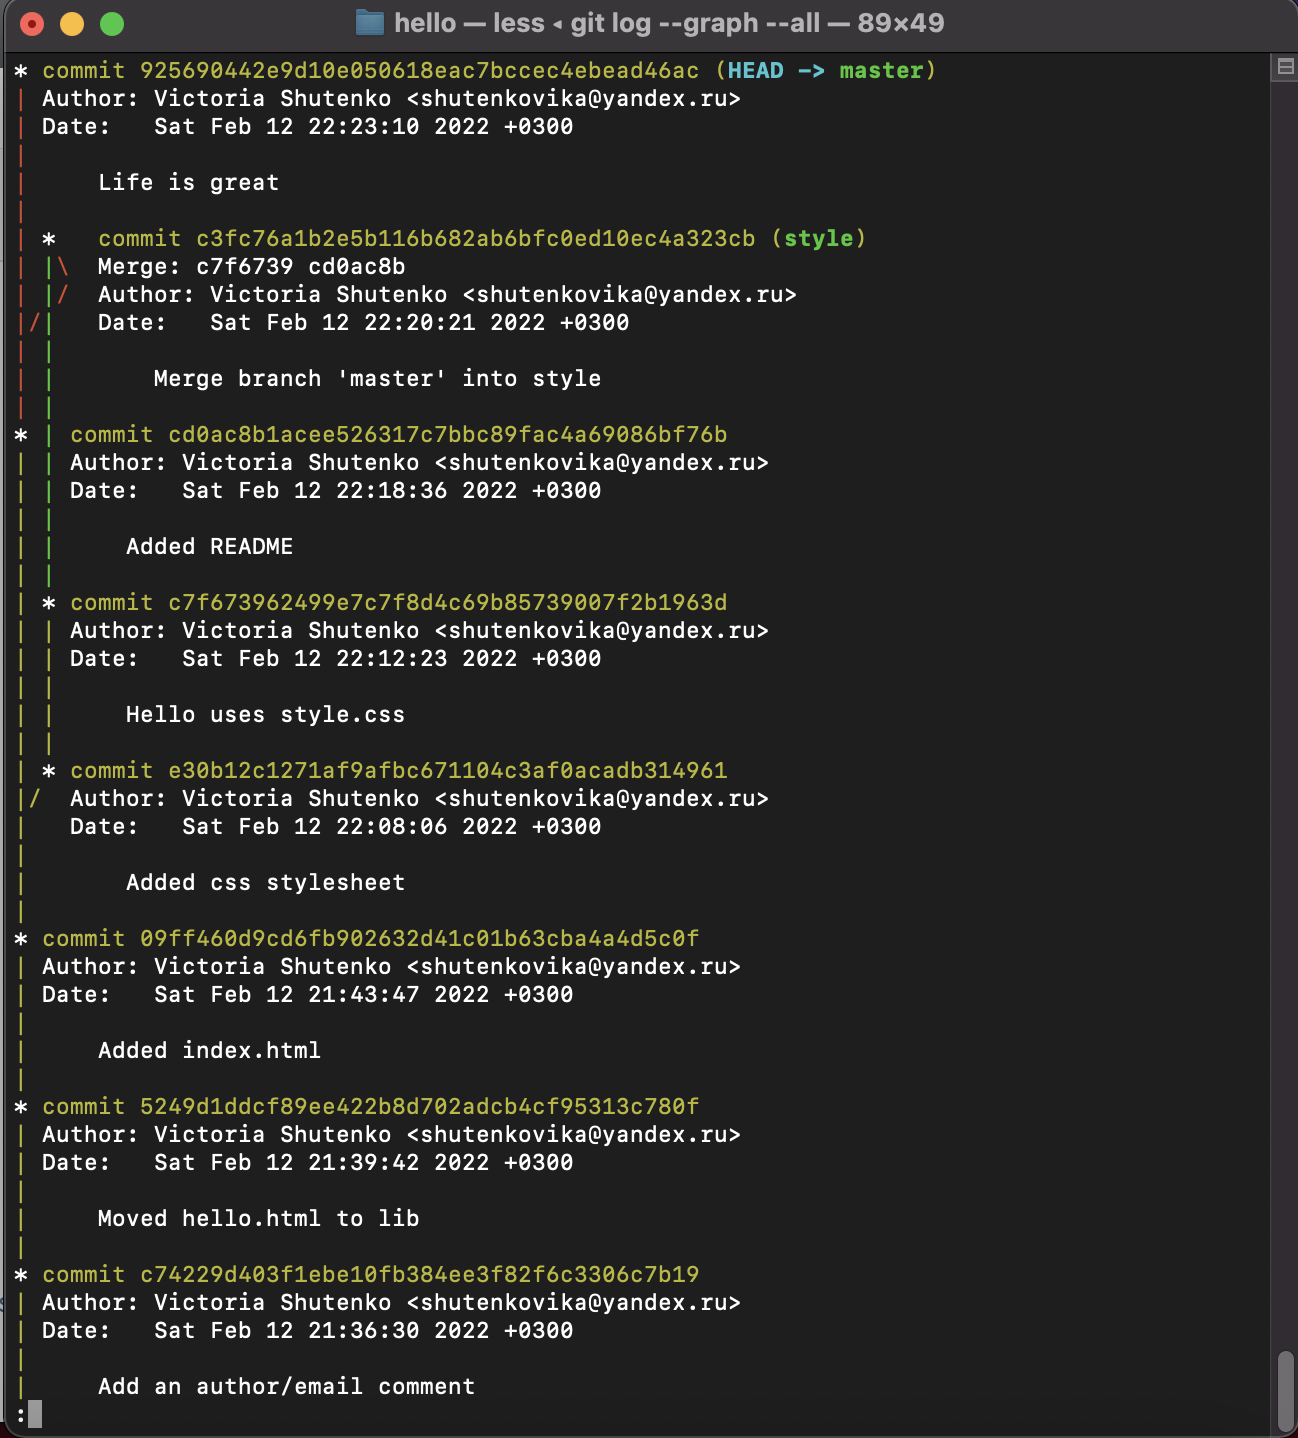 hello — less ◂ git log --graph --all — 89×49
* commit 925690442e9d10e050618eac7bccec4ebead46ac (HEAD -> master)
| Author: Victoria Shutenko <shutenkovika@yandex.ru>
| Date:   Sat Feb 12 22:23:10 2022 +0300
|
|     Life is great
|
| *   commit c3fc76a1b2e5b116b682ab6bfc0ed10ec4a323cb (style)
| |\  Merge: c7f6739 cd0ac8b
| |/  Author: Victoria Shutenko <shutenkovika@yandex.ru>
|/|   Date:   Sat Feb 12 22:20:21 2022 +0300
| |
| |       Merge branch 'master' into style
| |
* | commit cd0ac8b1acee526317c7bbc89fac4a69086bf76b
| | Author: Victoria Shutenko <shutenkovika@yandex.ru>
| | Date:   Sat Feb 12 22:18:36 2022 +0300
| |
| |     Added README
| |
| * commit c7f673962499e7c7f8d4c69b85739007f2b1963d
| | Author: Victoria Shutenko <shutenkovika@yandex.ru>
| | Date:   Sat Feb 12 22:12:23 2022 +0300
| |
| |     Hello uses style.css
| |
| * commit e30b12c1271af9afbc671104c3af0acadb314961
|/  Author: Victoria Shutenko <shutenkovika@yandex.ru>
|   Date:   Sat Feb 12 22:08:06 2022 +0300
|
|       Added css stylesheet
|
* commit 09ff460d9cd6fb902632d41c01b63cba4a4d5c0f
| Author: Victoria Shutenko <shutenkovika@yandex.ru>
| Date:   Sat Feb 12 21:43:47 2022 +0300
|
|     Added index.html
|
* commit 5249d1ddcf89ee422b8d702adcb4cf95313c780f
| Author: Victoria Shutenko <shutenkovika@yandex.ru>
| Date:   Sat Feb 12 21:39:42 2022 +0300
|
|     Moved hello.html to lib
|
* commit c74229d403f1ebe10fb384ee3f82f6c3306c7b19
| Author: Victoria Shutenko <shutenkovika@yandex.ru>
| Date:   Sat Feb 12 21:36:30 2022 +0300
|
|     Add an author/email comment
: